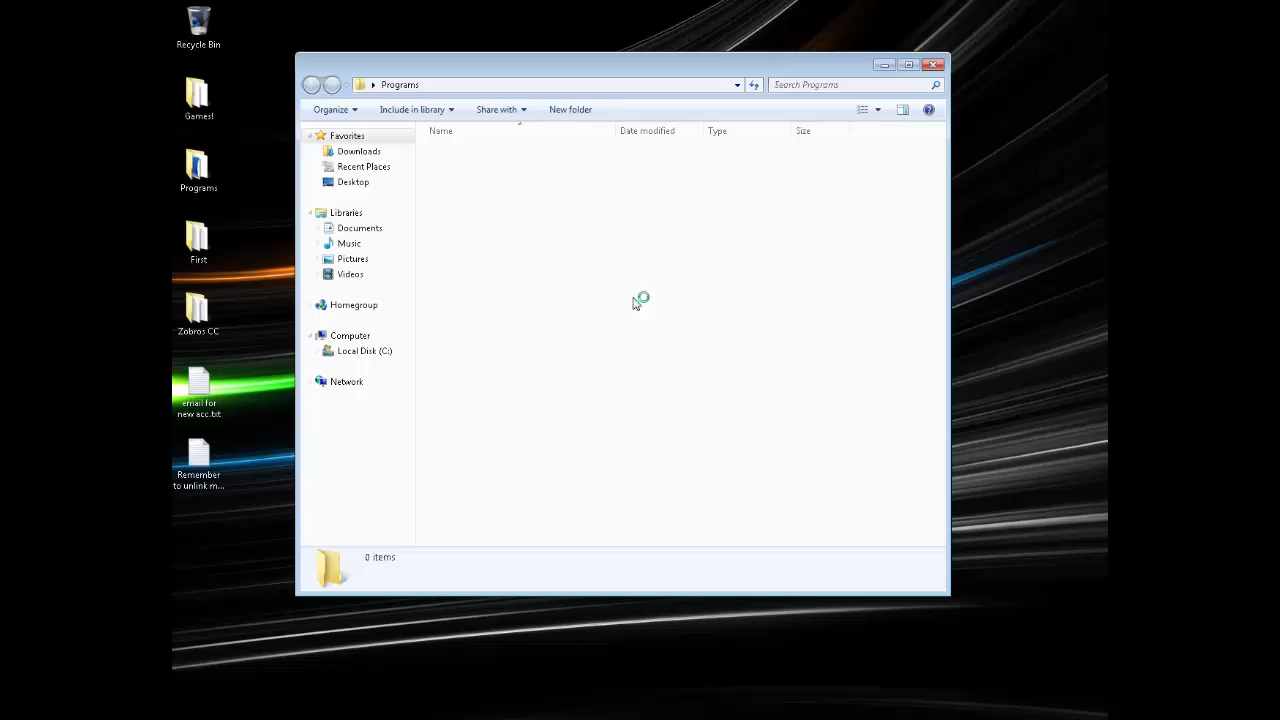 Recycle Bin
Games!
Programs
First
Zobros CC
email for
new acc.txt
Remember
to unlink m...
Programs
Search Programs
Organize
Include in library
Share with
New folder
Name
Date modified
Type
Size
Favorites
Downloads
Recent Places
Desktop
Libraries
Documents
Music
Pictures
Videos
Homegroup
Computer
Local Disk (C:)
Network
0 items